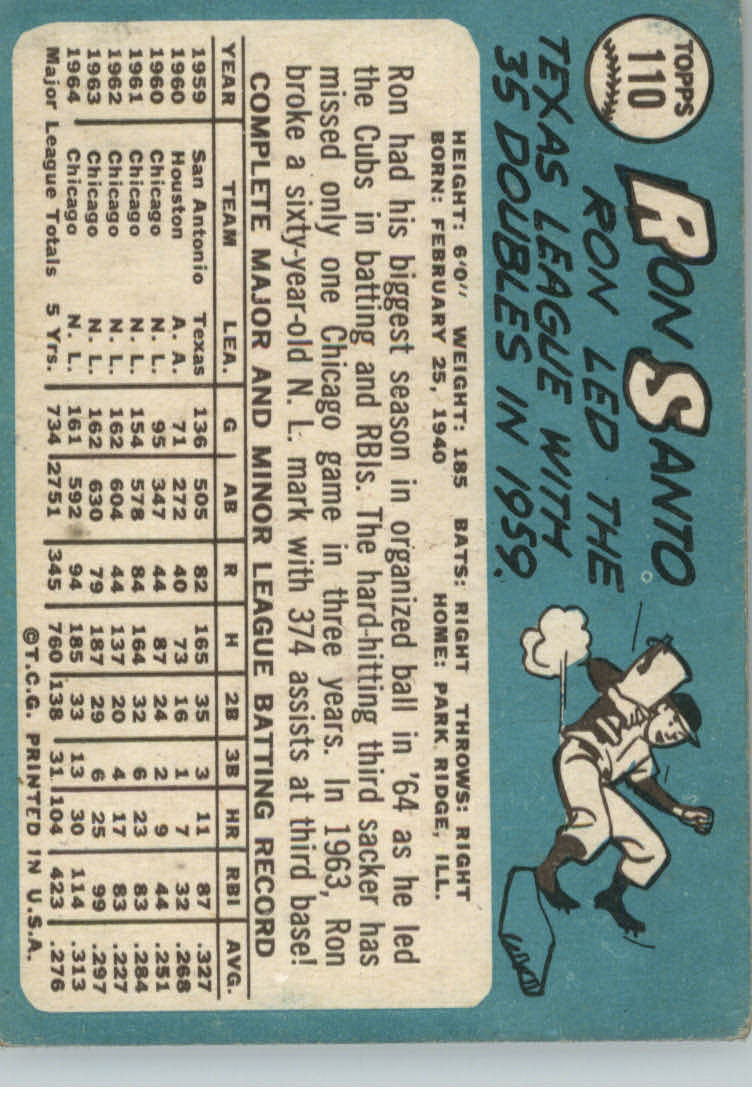 TOPPS
110
RON SANTO
RON LED THE
TEXAS LEAGUE WITH
35 DOUBLES IN 1959.
HEIGHT: 6'0" WEIGHT: 185 BATS: RIGHT THROWS: RIGHT
BORN: FEBRUARY 25, 1940 HOME: PARK RIDGE, ILL.
Ron had his biggest season in organized ball in '64 as he led
the Cubs in batting and RBIs. The hard-hitting third sacker has
missed only one Chicago game in three years. In 1963, Ron
broke a sixty-year-old N. L. mark with 374 assists at third base!
COMPLETE MAJOR AND MINOR LEAGUE BATTING RECORD
YEAR TEAM LEA. G AB R H 2B 3B HR RBI AVG.
1959 San Antonio Texas 136 505 82 165 35 3 11 87 .327
1960 Houston A. A. 71 272 40 73 16 1 7 32 .268
1960 Chicago N. L. 95 347 44 87 24 2 9 44 .251
1961 Chicago N. L. 154 578 84 164 32 6 23 83 .284
1962 Chicago N. L. 162 604 44 137 20 4 17 83 .227
1963 Chicago N. L. 162 630 79 187 29 6 25 99 .297
1964 Chicago N. L. 161 592 94 185 33 13 30 114 .313
Major League Totals 5 Yrs. 734 2751 345 760 138 31 104 423 .276
©T.C.G. PRINTED IN U.S.A.